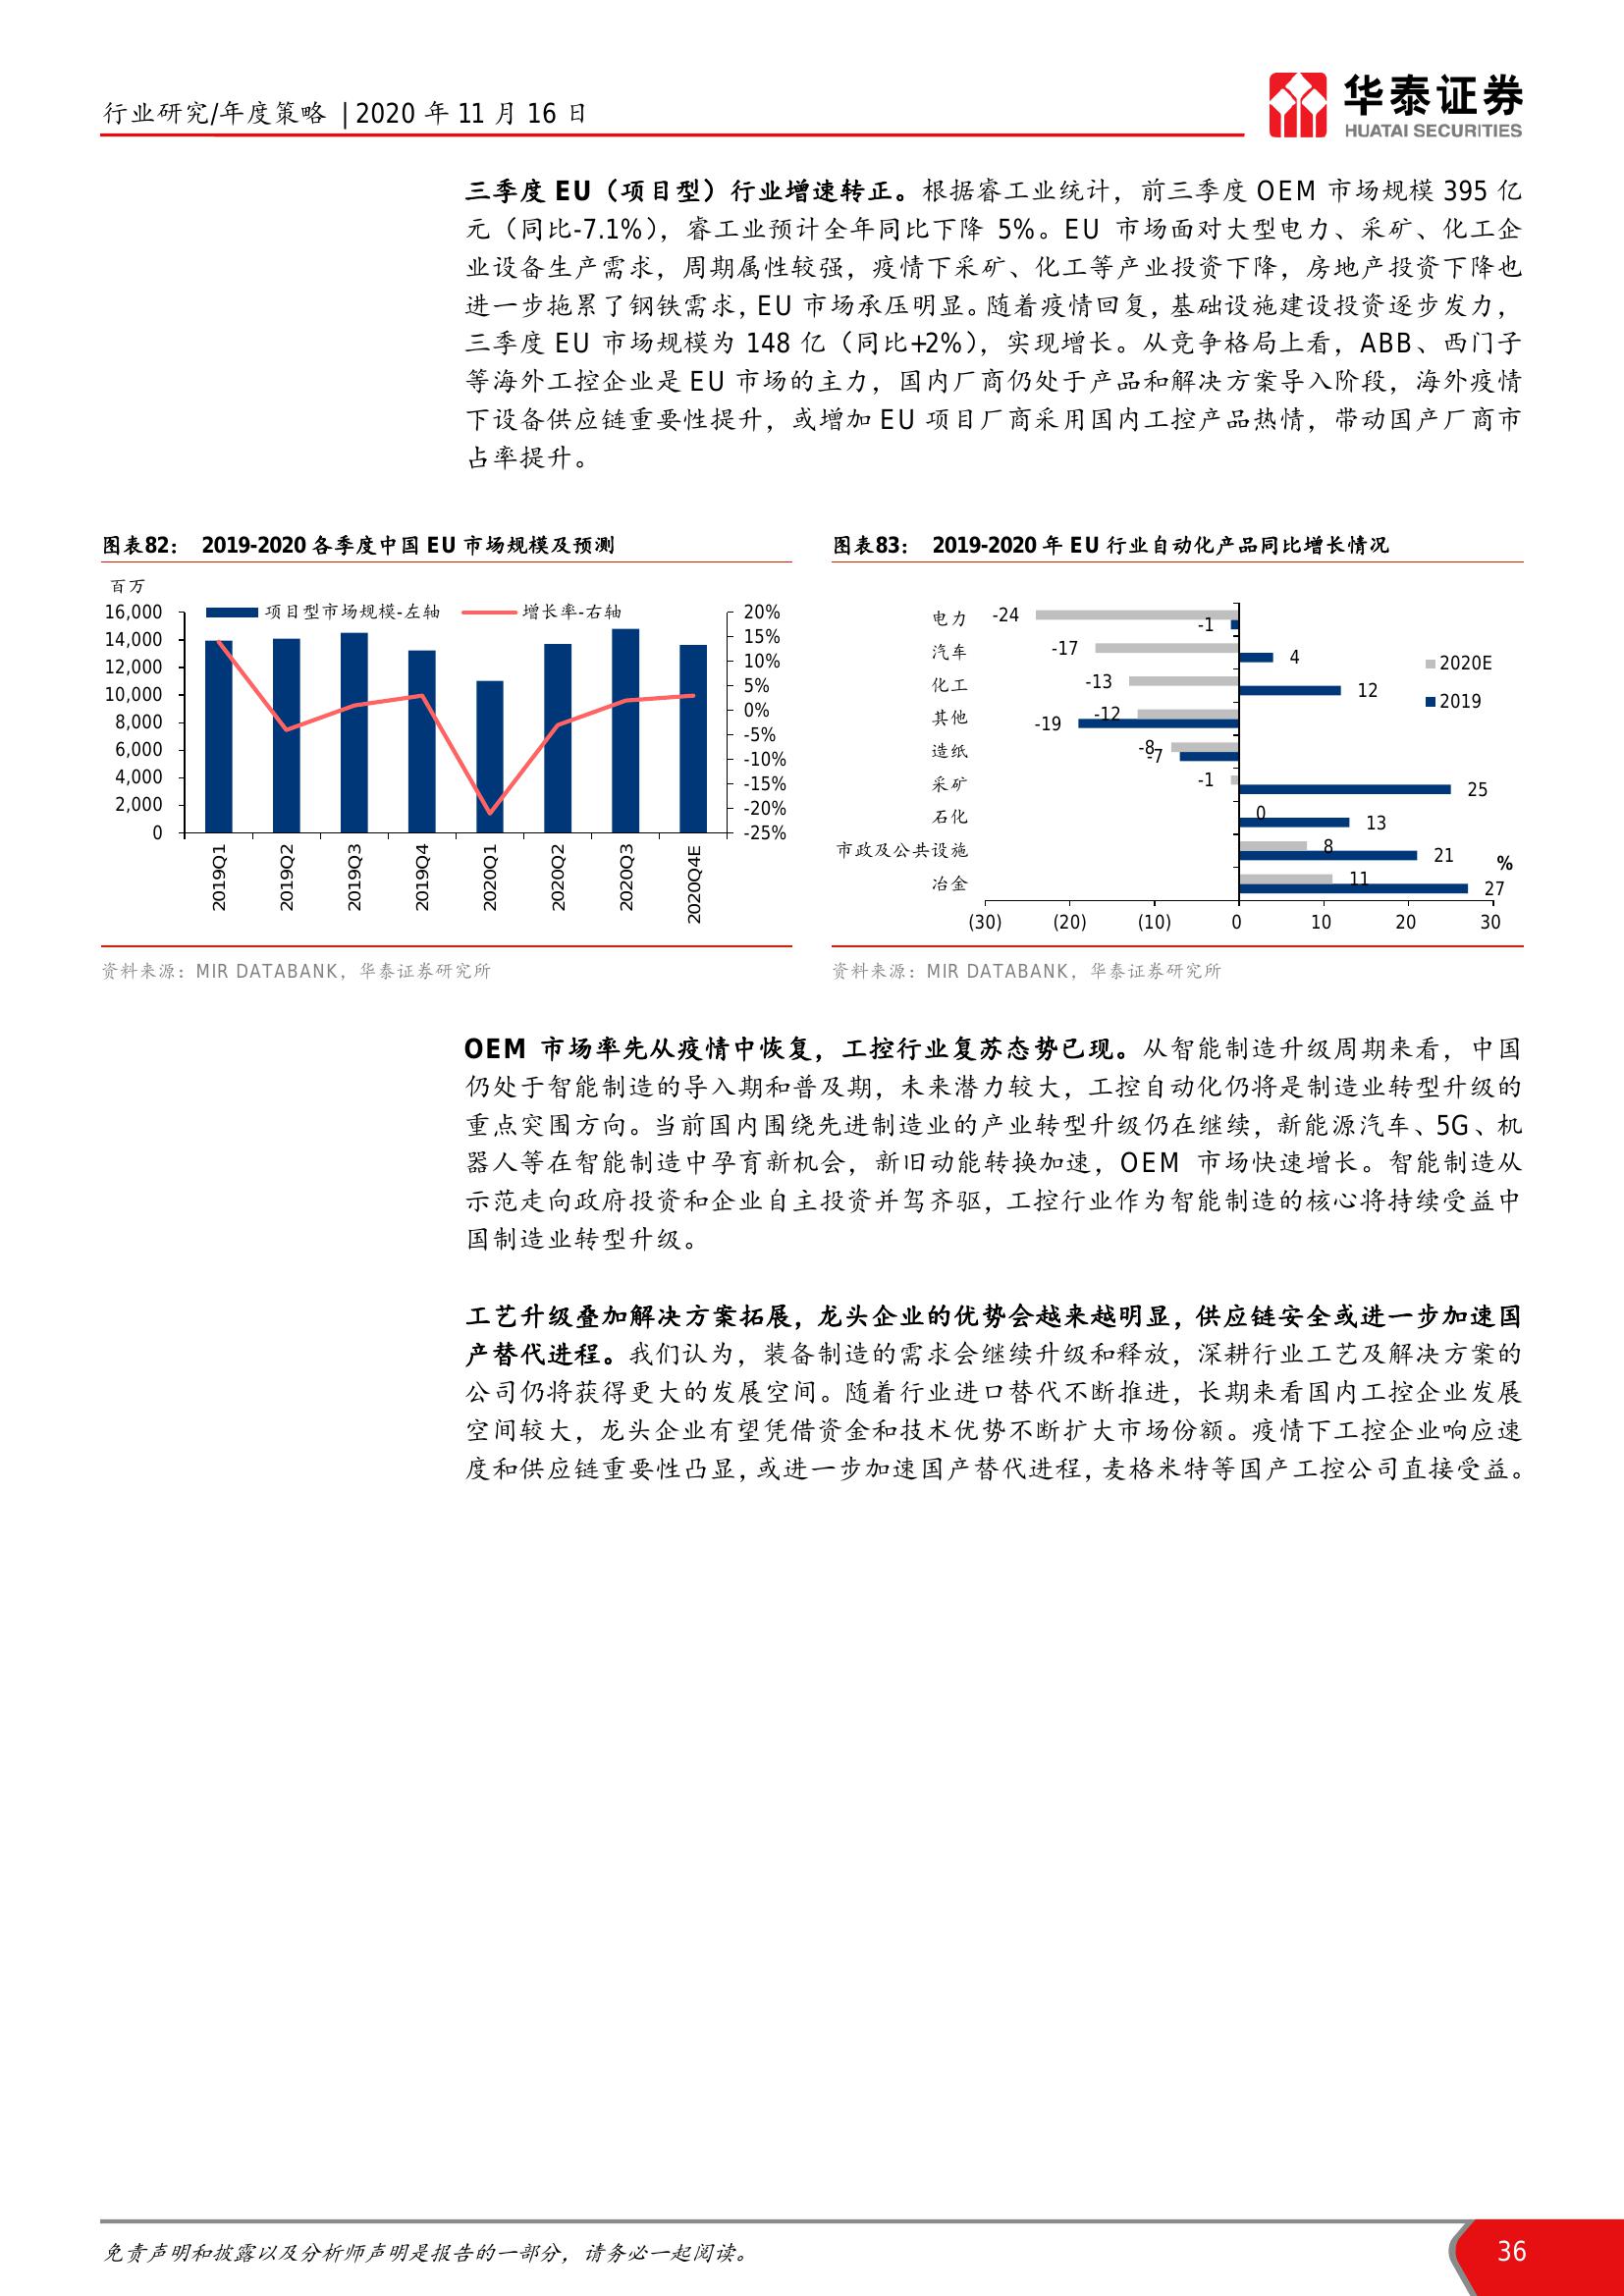 行业研究/年度策略 | 2020 年 11 月 16 日
华泰证券
HUATAI SECURITIES
三季度 EU（项目型）行业增速转正。根据睿工业统计，前三季度 OEM 市场规模 395 亿
元（同比-7.1%），睿工业预计全年同比下降 5%。EU 市场面对大型电力、采矿、化工企
业设备生产需求，周期属性较强，疫情下采矿、化工等产业投资下降，房地产投资下降也
进一步拖累了钢铁需求，EU 市场承压明显。随着疫情回复，基础设施建设投资逐步发力，
三季度 EU 市场规模为 148 亿（同比+2%），实现增长。从竞争格局上看，ABB、西门子
等海外工控企业是 EU 市场的主力，国内厂商仍处于产品和解决方案导入阶段，海外疫情
下设备供应链重要性提升，或增加 EU 项目厂商采用国内工控产品热情，带动国产厂商市
占率提升。
图表82： 2019-2020 各季度中国 EU 市场规模及预测
百万
项目型市场规模-左轴
增长率-右轴
16,000
14,000
12,000
10,000
8,000
6,000
4,000
2,000
0
20%
15%
10%
5%
0%
-5%
-10%
-15%
-20%
-25%
2019Q1
2019Q2
2019Q3
2019Q4
2020Q1
2020Q2
2020Q3
2020Q4E
资料来源：MIR DATABANK，华泰证券研究所
图表83： 2019-2020 年 EU 行业自动化产品同比增长情况
电力 -24 -1
汽车 -17 4
化工 -13 12
其他 -12 -19
造纸 -8 -7
采矿 -1 25
石化 0 13
市政及公共设施 8 21
冶金 11 27
2020E
2019
%
(30) (20) (10) 0 10 20 30
资料来源：MIR DATABANK，华泰证券研究所
OEM 市场率先从疫情中恢复，工控行业复苏态势已现。从智能制造升级周期来看，中国
仍处于智能制造的导入期和普及期，未来潜力较大，工控自动化仍将是制造业转型升级的
重点突围方向。当前国内围绕先进制造业的产业转型升级仍在继续，新能源汽车、5G、机
器人等在智能制造中孕育新机会，新旧动能转换加速，OEM 市场快速增长。智能制造从
示范走向政府投资和企业自主投资并驾齐驱，工控行业作为智能制造的核心将持续受益中
国制造业转型升级。
工艺升级叠加解决方案拓展，龙头企业的优势会越来越明显，供应链安全或进一步加速国
产替代进程。我们认为，装备制造的需求会继续升级和释放，深耕行业工艺及解决方案的
公司仍将获得更大的发展空间。随着行业进口替代不断推进，长期来看国内工控企业发展
空间较大，龙头企业有望凭借资金和技术优势不断扩大市场份额。疫情下工控企业响应速
度和供应链重要性凸显，或进一步加速国产替代进程，麦格米特等国产工控公司直接受益。
免责声明和披露以及分析师声明是报告的一部分，请务必一起阅读。
36